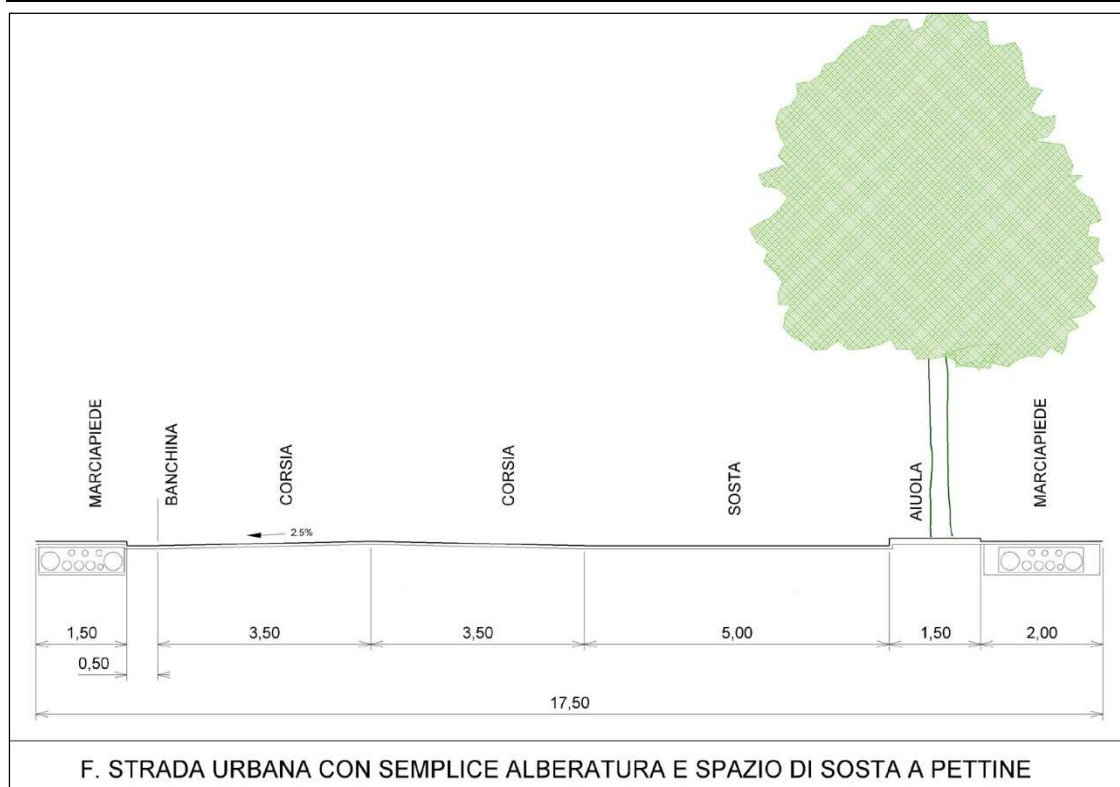 MARCIAPIEDE
BANCHINA
CORSIA
CORSIA
SOSTA
AIUOLA
MARCIAPIEDE
2.5%
1,50
3,50
3,50
5,00
1,50
2,00
0,50
17,50
F. STRADA URBANA CON SEMPLICE ALBERATURA E SPAZIO DI SOSTA A PETTINE